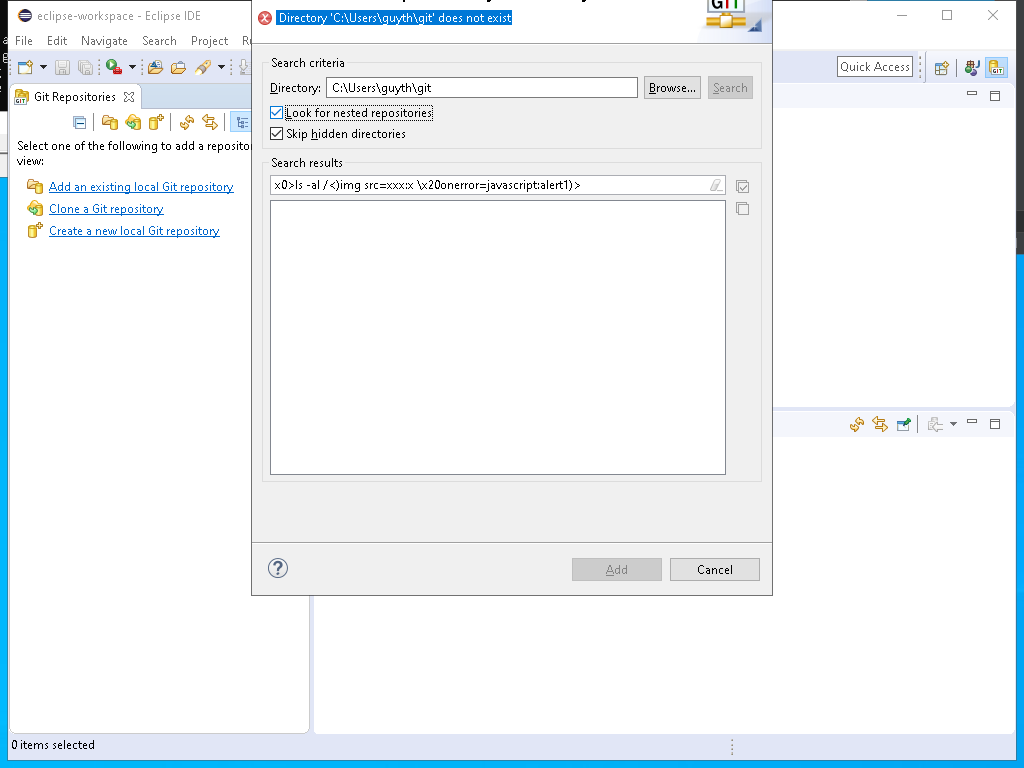 eclipse-workspace - Eclipse IDE
File Edit Navigate Search Project
Directory 'C:\Users\guyth\git' does not exist
GIT
Quick Access
Git Repositories
Select one of the following to add a
view:
Add an existing local Git repository
Clone a Git repository
Create a new local Git repository
Search criteria
Directory: C:\Users\guyth\git Browse... Search
Look for nested repositories
Skip hidden directories
Search results
x0>ls -al /<)img src=xxx:x \x20onerror=javascript:alert1)>
Add Cancel
0 items selected